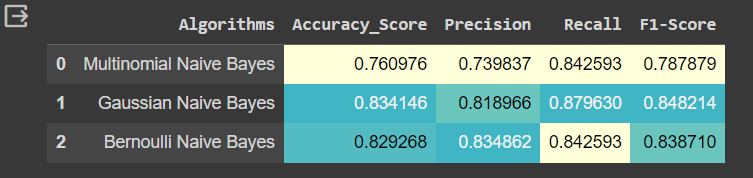 Algorithms Accuracy_Score Precision Recall F1-Score
0 Multinomial Naive Bayes 0.760976 0.739837 0.842593 0.787879
1 Gaussian Naive Bayes 0.834146 0.818966 0.879630 0.848214
2 Bernoulli Naive Bayes 0.829268 0.834862 0.842593 0.838710